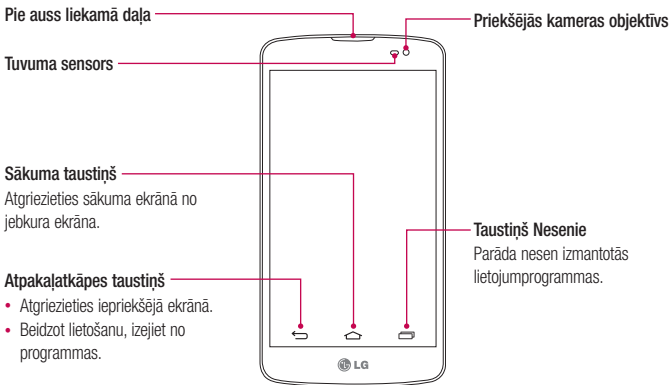 Pie auss liekamā daļa
Tuvuma sensors
Sākuma taustiņš
Atgriezieties sākuma ekrānā no
jebkura ekrāna.
Atpakaļatkāpes taustiņš
• Atgriezieties iepriekšējā ekrānā.
• Beidzot lietošanu, izejiet no
programmas.
Priekšējās kameras objektīvs
Taustiņš Nesenie
Parāda nesen izmantotās
lietojumprogrammas.
LG